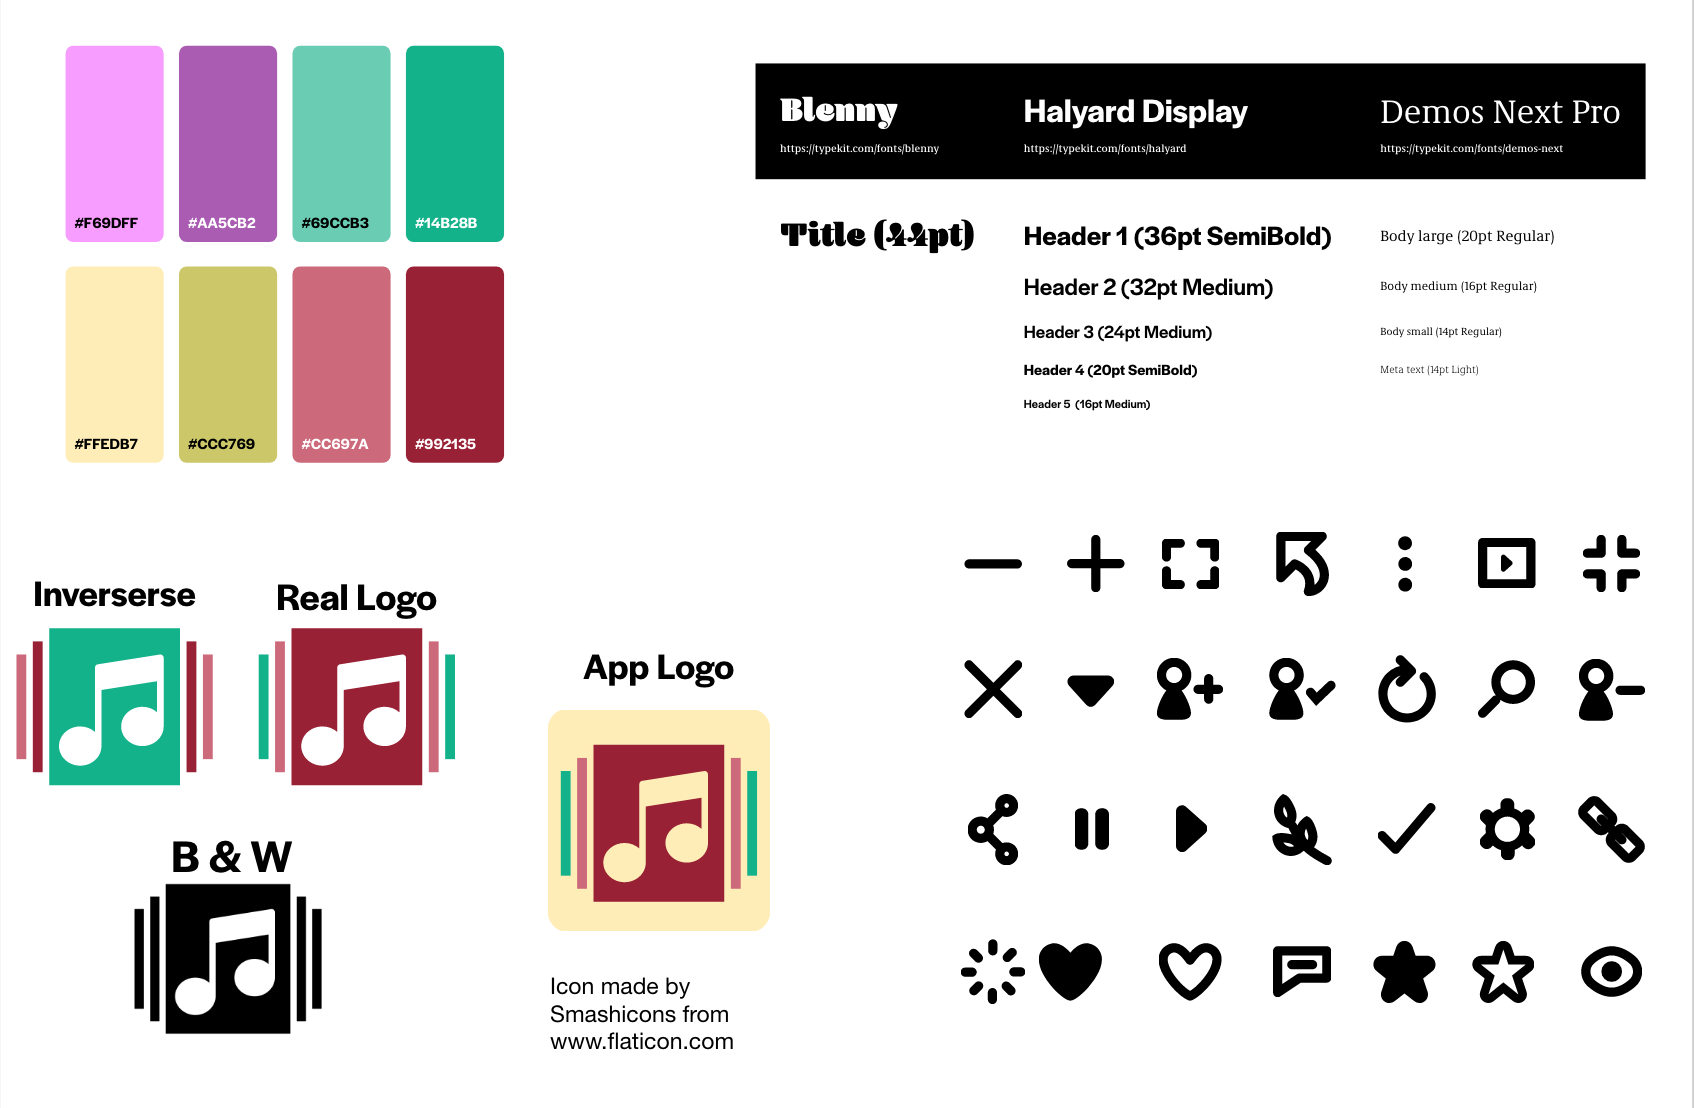 #F69DFF
#AA5CB2
#69CCB3
#14B28B
#FFEDB7
#CCC769
#CC697A
#992135
Blenny
https://typekit.com/fonts/blenny
Halyard Display
https://typekit.com/fonts/halyard
Demos Next Pro
https://typekit.com/fonts/demos-next
Title (44pt)
Header 1 (36pt SemiBold)
Header 2 (32pt Medium)
Header 3 (24pt Medium)
Header 4 (20pt SemiBold)
Header 5 (16pt Medium)
Body large (20pt Regular)
Body medium (16pt Regular)
Body small (14pt Regular)
Meta text (14pt Light)
Inverserse
Real Logo
App Logo
B & W
Icon made by
Smashicons from
www.flaticon.com